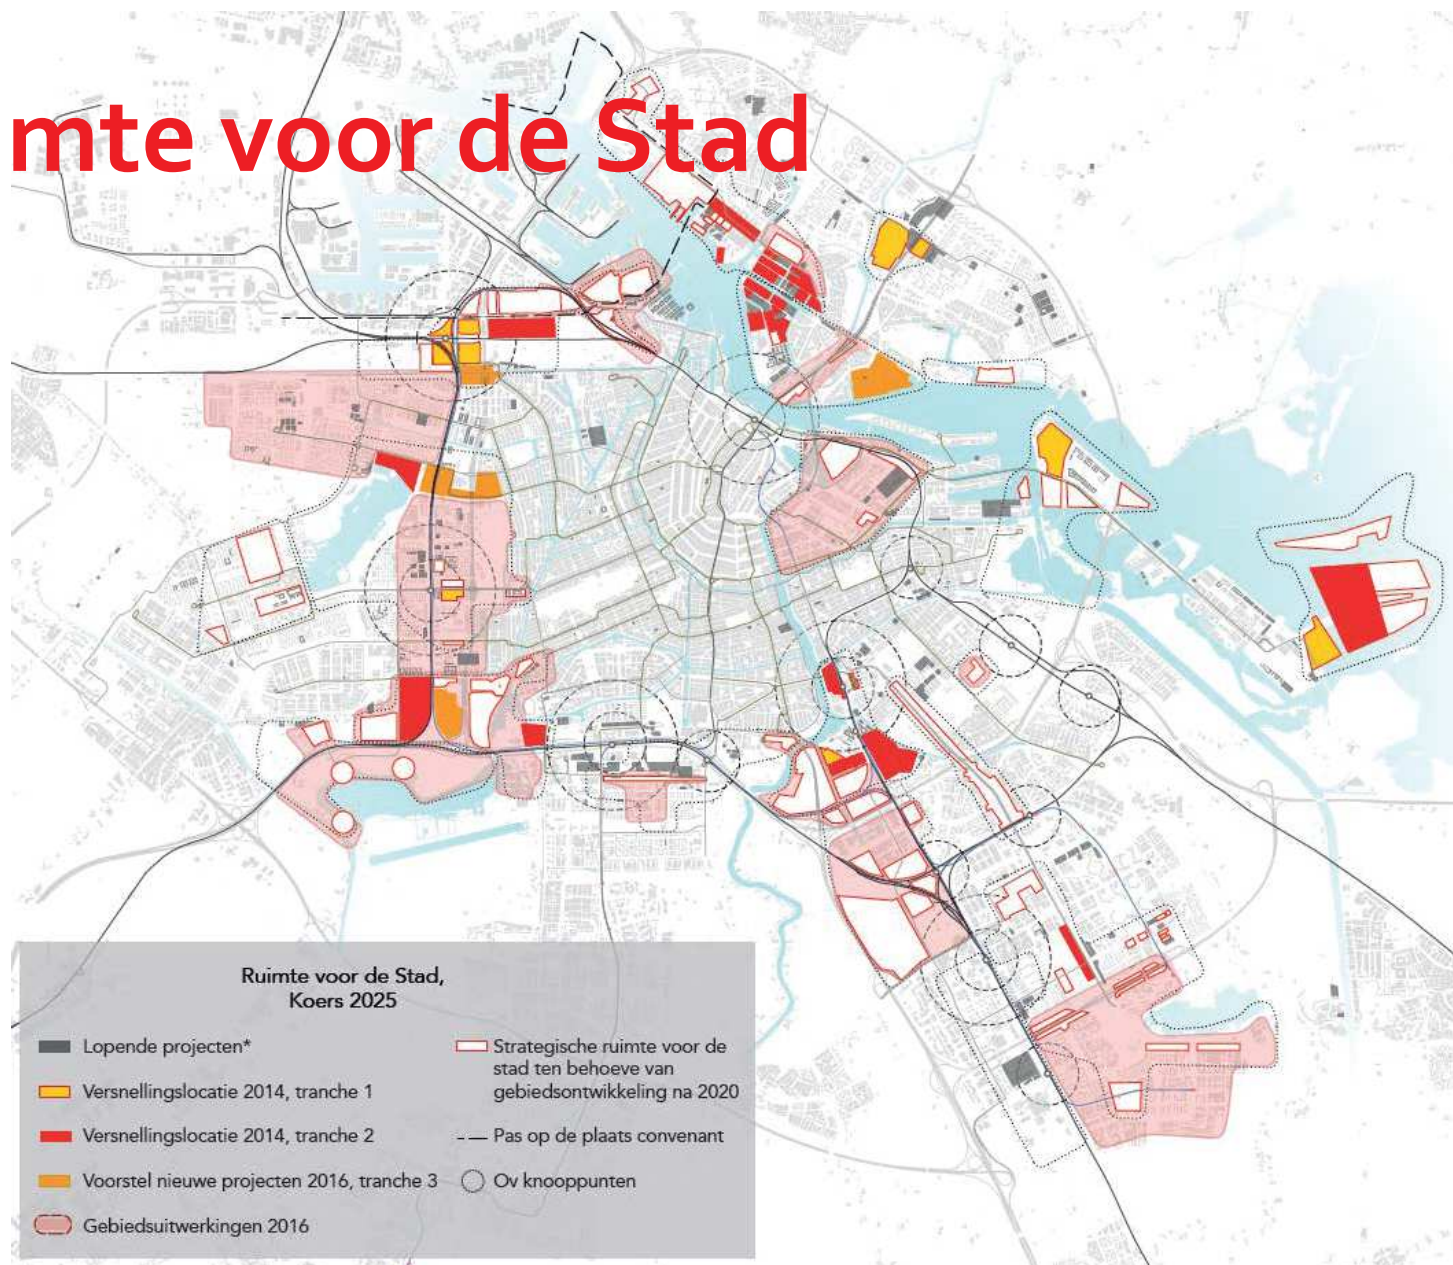 mte voor de Stad
Ruimte voor de Stad,
Koers 2025
Lopende projecten*
Versnellingslocatie 2014, tranche 1
Versnellingslocatie 2014, tranche 2
Voorstel nieuwe projecten 2016, tranche 3
Gebiedsuitwerkingen 2016
Strategische ruimte voor de
stad ten behoeve van
gebiedsontwikkeling na 2020
Pas op de plaats convenant
Ov knooppunten